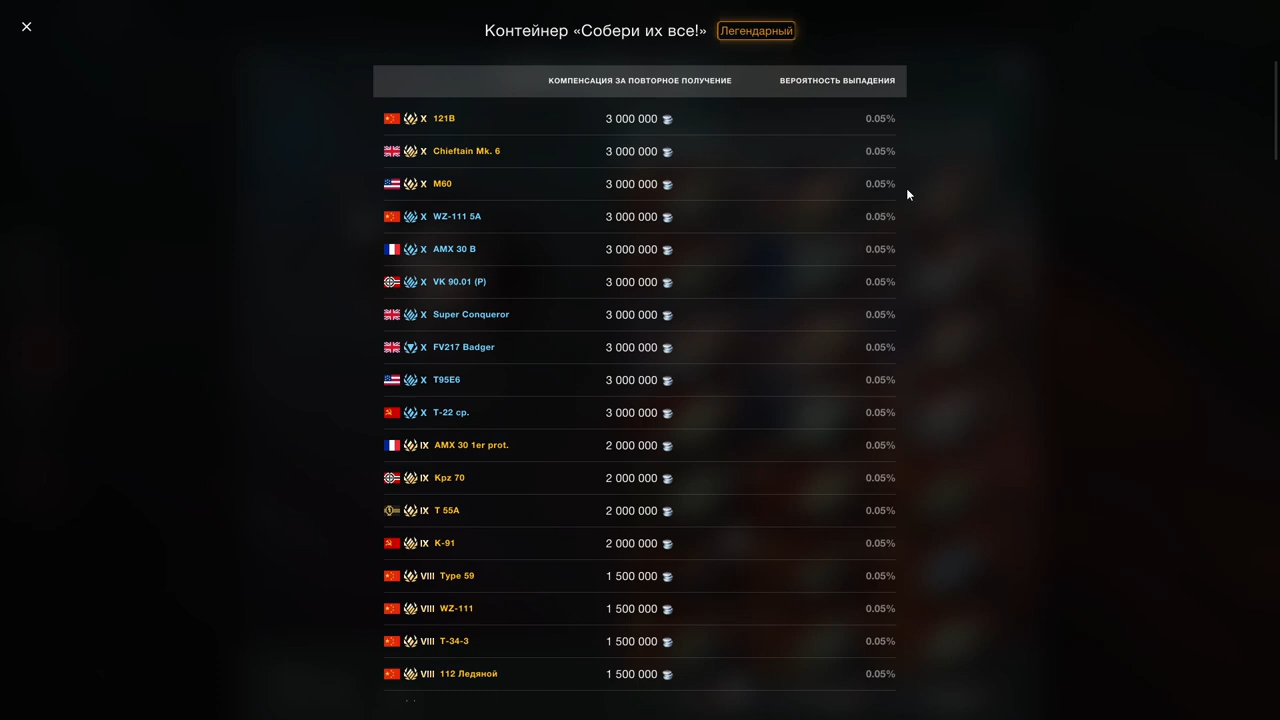 Контейнер «Собери их все!» Легендарный
КОМПЕНСАЦИЯ ЗА ПОВТОРНОЕ ПОЛУЧЕНИЕ ВЕРОЯТНОСТЬ ВЫПАДЕНИЯ
X 121B 3 000 000 0.05%
X Chieftain Mk. 6 3 000 000 0.05%
X M60 3 000 000 0.05%
X WZ-111 5A 3 000 000 0.05%
X AMX 30 B 3 000 000 0.05%
X VK 90.01 (P) 3 000 000 0.05%
X Super Conqueror 3 000 000 0.05%
X FV217 Badger 3 000 000 0.05%
X T95E6 3 000 000 0.05%
X Т-22 ср. 3 000 000 0.05%
IX AMX 30 1er prot. 2 000 000 0.05%
IX Kpz 70 2 000 000 0.05%
IX T 55A 2 000 000 0.05%
IX К-91 2 000 000 0.05%
VIII Type 59 1 500 000 0.05%
VIII WZ-111 1 500 000 0.05%
VIII T-34-3 1 500 000 0.05%
VIII 112 Ледяной 1 500 000 0.05%